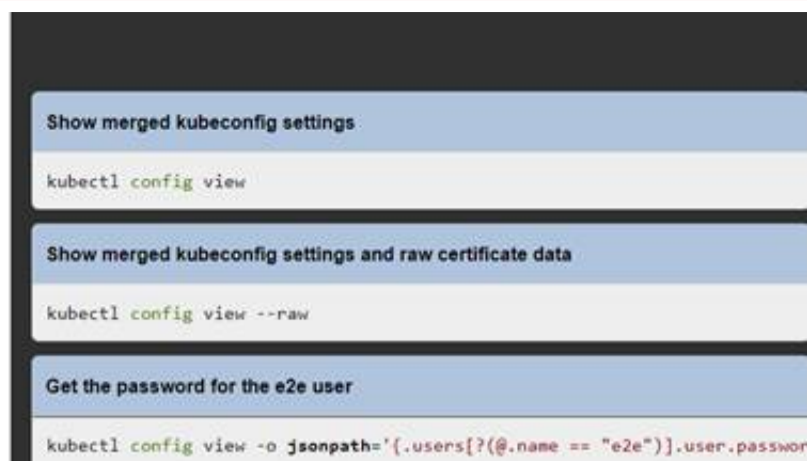 Show merged kubeconfig settings
kubectl config view
Show merged kubeconfig settings and raw certificate data
kubectl config view --raw
Get the password for the e2e user
kubectl config view -o jsonpath='{.users[?(@.name == "e2e")].user.passwor